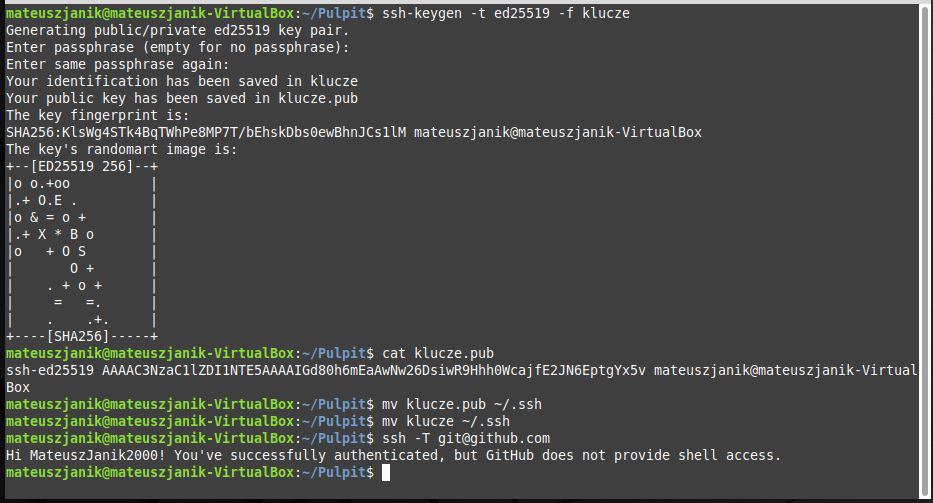 mateuszjanik@mateuszjanik-VirtualBox:~/Pulpit$ ssh-keygen -t ed25519 -f klucze
Generating public/private ed25519 key pair.
Enter passphrase (empty for no passphrase):
Enter same passphrase again:
Your identification has been saved in klucze
Your public key has been saved in klucze.pub
The key fingerprint is:
SHA256:KlsWg4STk4BqTWhPe8MP7T/bEhskDbs0ewBhnJCs1lM mateuszjanik@mateuszjanik-VirtualBox
The key's randomart image is:
+--[ED25519 256]--+
|o o.+oo          |
|.+ O.E .         |
|o & = o +        |
|.+ X * B o       |
|o   + O S        |
|       O +       |
|    . + o +      |
|     =   =.      |
|    .    .+.     |
+----[SHA256]-----+
mateuszjanik@mateuszjanik-VirtualBox:~/Pulpit$ cat klucze.pub
ssh-ed25519 AAAAC3NzaC1lZDI1NTE5AAAAIGd80h6mEaAwNw26DsiwR9Hhh0WcajfE2JN6EptgYx5v mateuszjanik@mateuszjanik-Virtual
Box
mateuszjanik@mateuszjanik-VirtualBox:~/Pulpit$ mv klucze.pub ~/.ssh
mateuszjanik@mateuszjanik-VirtualBox:~/Pulpit$ mv klucze ~/.ssh
mateuszjanik@mateuszjanik-VirtualBox:~/Pulpit$ ssh -T git@github.com
Hi MateuszJanik2000! You've successfully authenticated, but GitHub does not provide shell access.
mateuszjanik@mateuszjanik-VirtualBox:~/Pulpit$